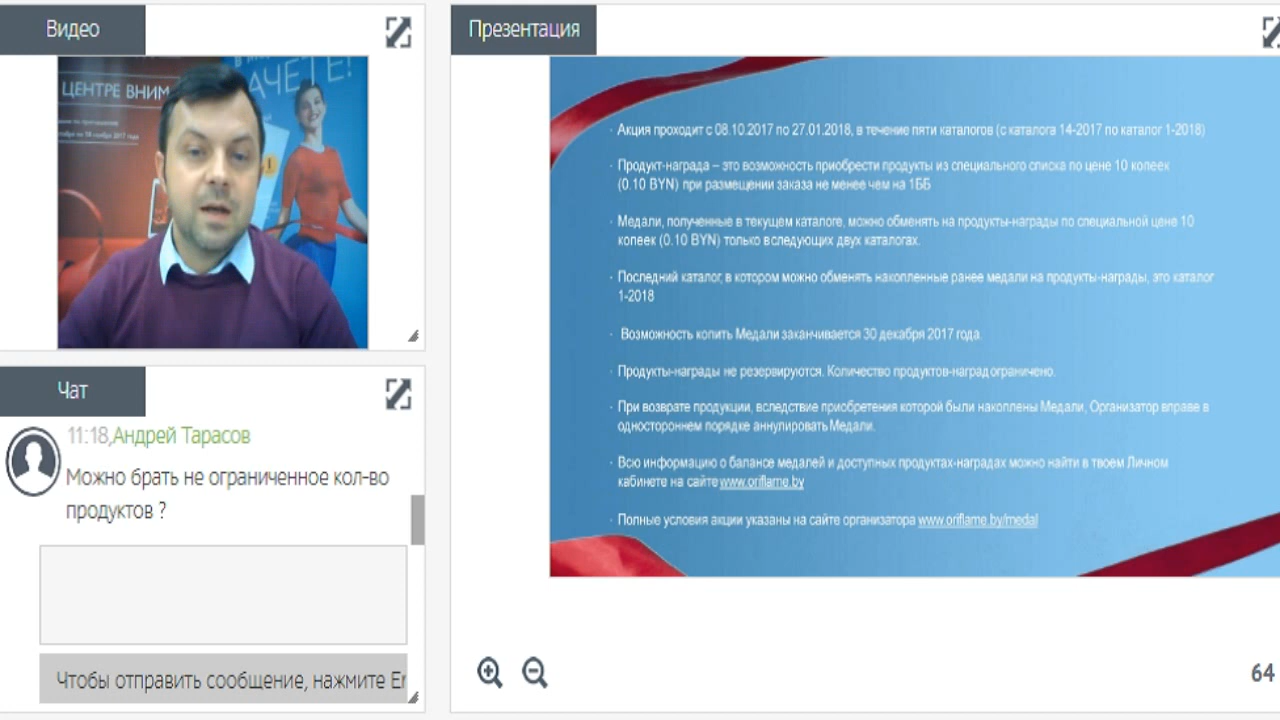 Видео
ЦЕНТРЕ ВНИМ
АЧЕТЕ!
Чат
11:18,Андрей Тарасов
Можно брать не ограниченное кол-во
продуктов ?
Чтобы отправить сообщение, нажмите Er
Презентация
· Акция проходит с 08.10.2017 по 27.01.2018, в течение пяти каталогов (с каталога 14-2017 по каталог 1-2018)
· Продукт-награда – это возможность приобрести продукты из специального списка по цене 10 копеек
(0.10 BYN) при размещении заказа не менее чем на 1ББ
· Медали, полученные в текущем каталоге, можно обменять на продукты-награды по специальной цене 10
копеек (0.10 BYN) только в следующих двух каталогах.
· Последний каталог, в котором можно обменять накопленные ранее медали на продукты-награды, это каталог
1-2018
· Возможность копить Медали заканчивается 30 декабря 2017 года.
· Продукты-награды не резервируются. Количество продуктов-наград ограничено.
· При возврате продукции, вследствие приобретения которой были накоплены Медали, Организатор вправе в
одностороннем порядке аннулировать Медали.
· Всю информацию о балансе медалей и доступных продуктах-наградах можно найти в твоем Личном
кабинете на сайте www.oriflame.by
· Полные условия акции указаны на сайте организатора www.oriflame.by/medal
64